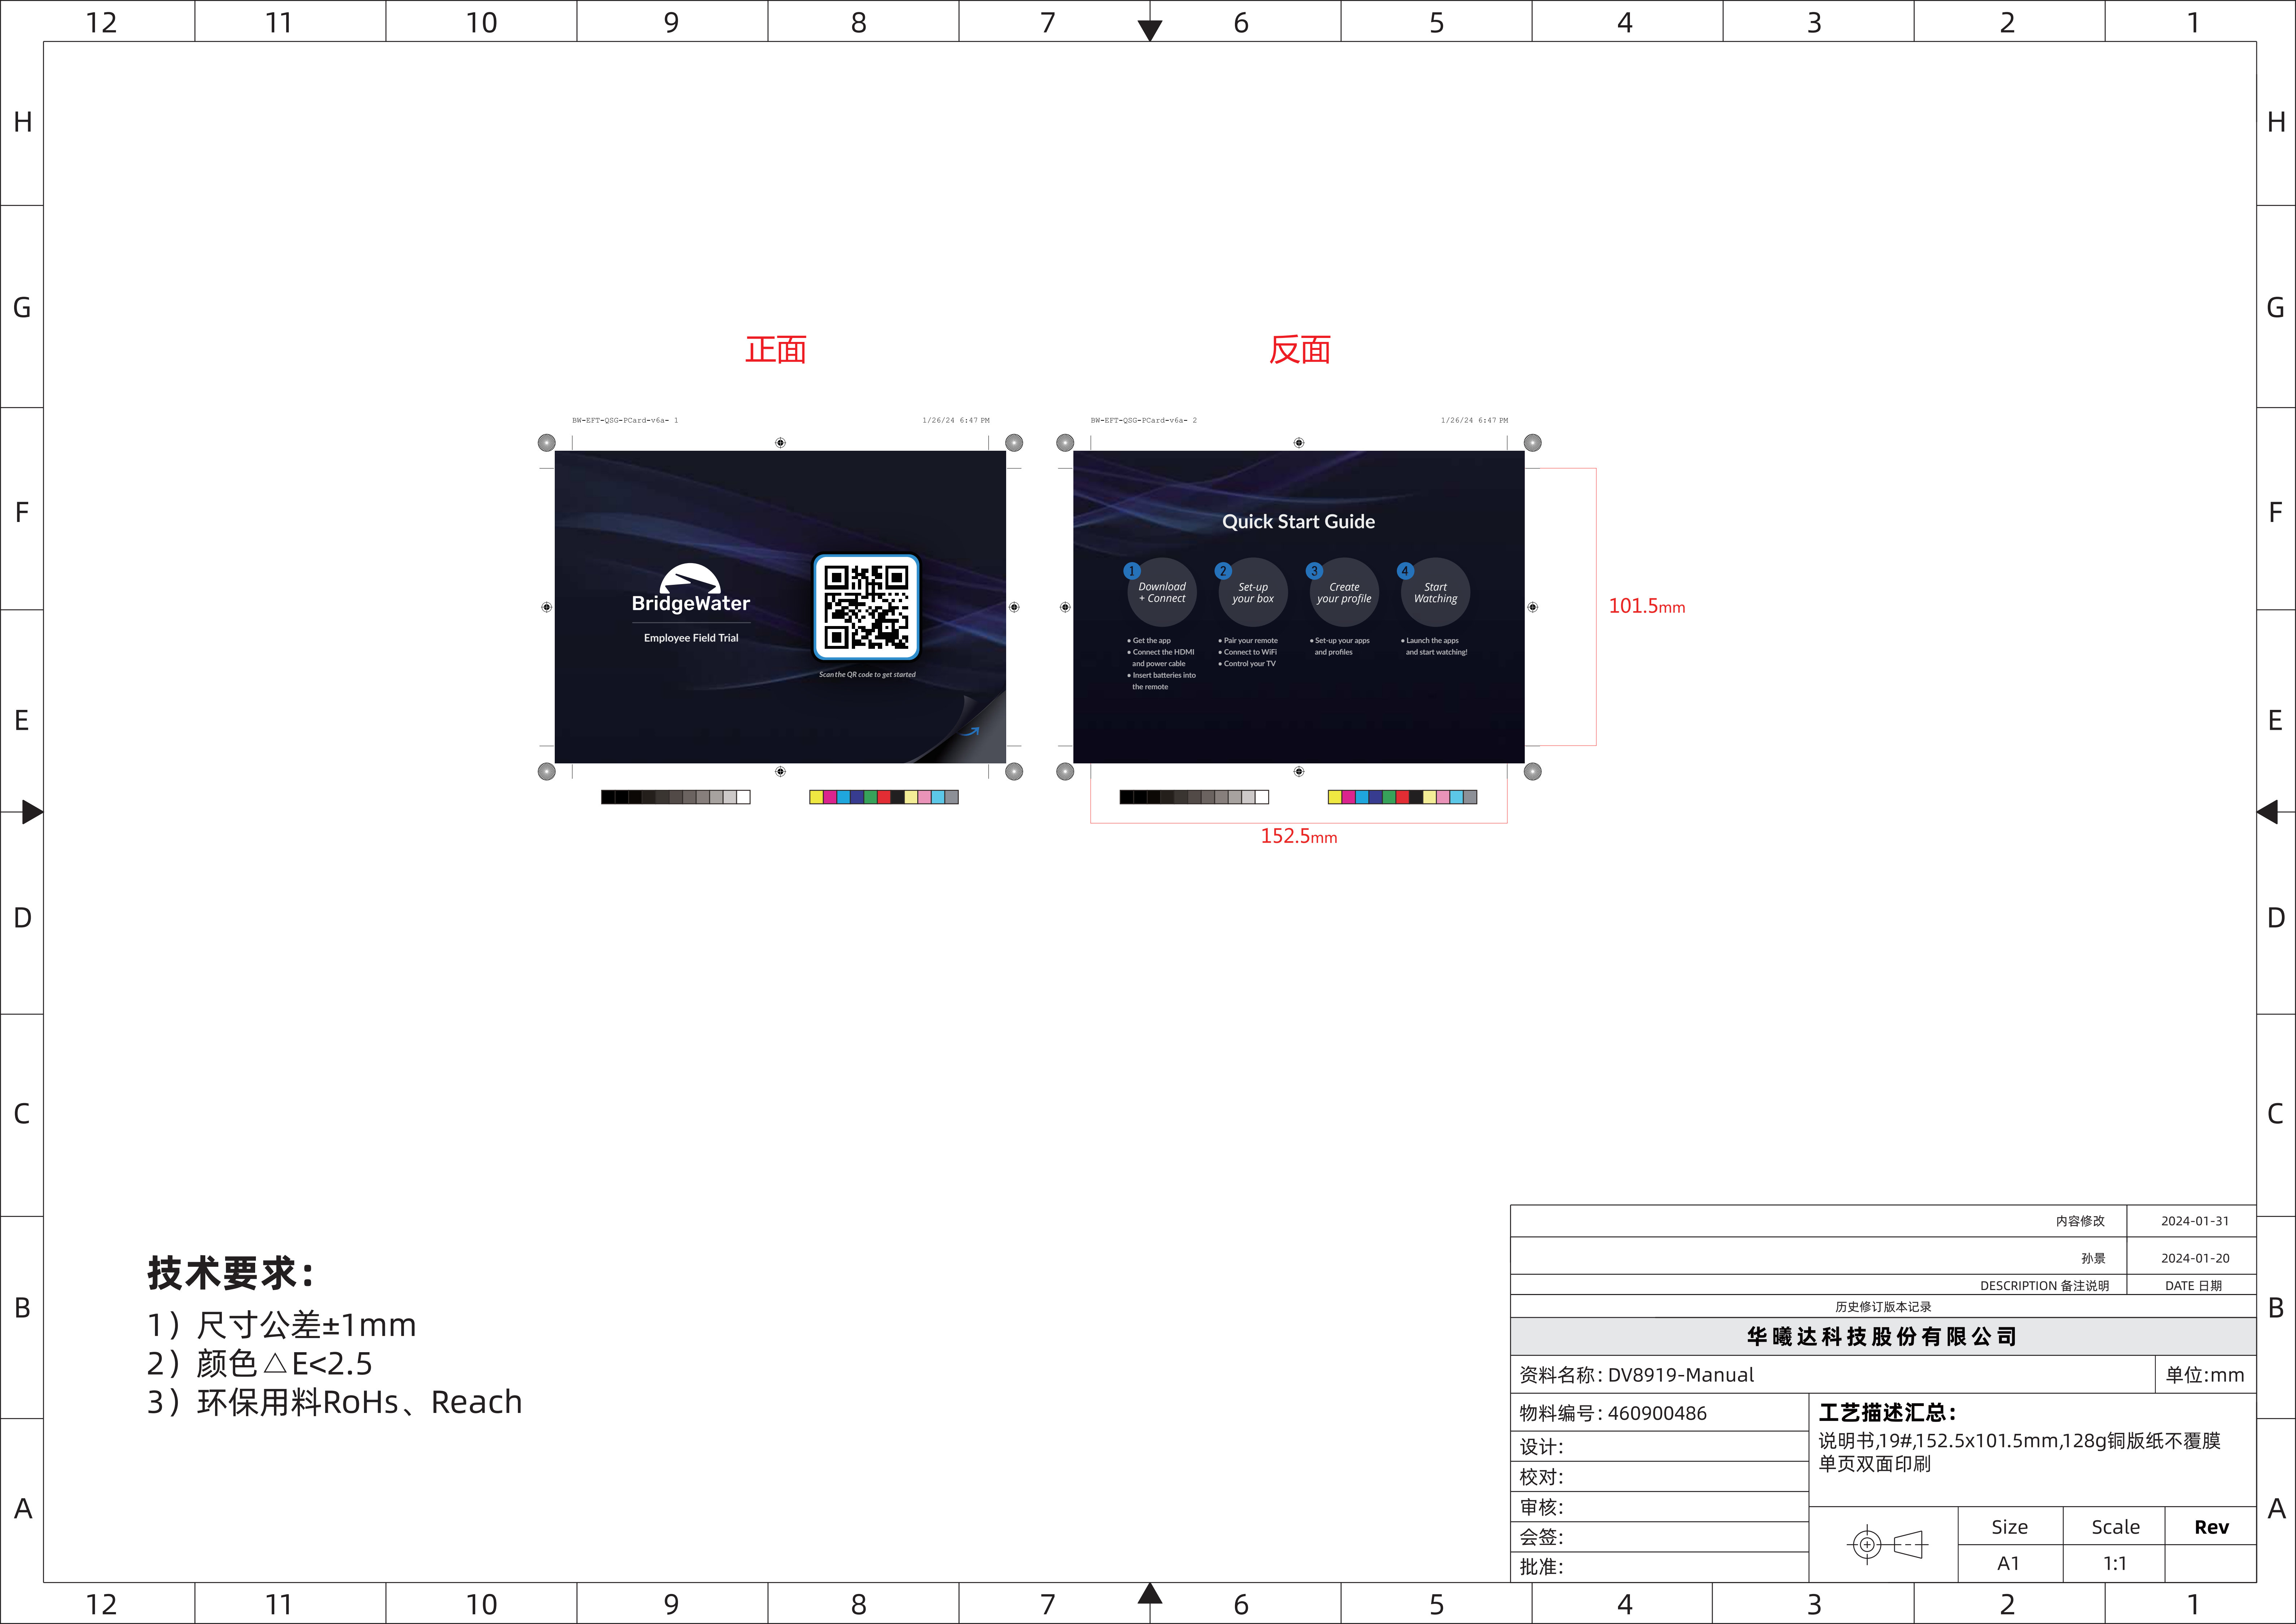 12 11 10 9 8 7 6 5 4 3 2 1
H H
G G
F F
E E
D D
C C
B B
A A
正面
反面
BW-EFT-QSG-PCard-v6a- 1 1/26/24 6:47 PM
BridgeWater
Employee Field Trial
Scan the QR code to get started
BW-EFT-QSG-PCard-v6a- 2 1/26/24 6:47 PM
Quick Start Guide
1
Download
+ Connect
• Get the app
• Connect the HDMI
and power cable
• Insert batteries into
the remote
2
Set-up
your box
• Pair your remote
• Connect to WiFi
• Control your TV
3
Create
your profile
• Set-up your apps
and profiles
4
Start
Watching
• Launch the apps
and start watching!
101.5mm
152.5mm
技术要求:
1）尺寸公差±1mm
2）颜色△E<2.5
3）环保用料RoHs、Reach
内容修改 2024-01-31
孙景 2024-01-20
DESCRIPTION 备注说明 DATE 日期
历史修订版本记录
华曦达科技股份有限公司
资料名称: DV8919-Manual 单位:mm
物料编号: 460900486
设计:
校对:
审核:
会签:
批准:
工艺描述汇总:
说明书,19#,152.5x101.5mm,128g铜版纸不覆膜
单页双面印刷
Size Scale Rev
A1 1:1
12 11 10 9 8 7 6 5 4 3 2 1